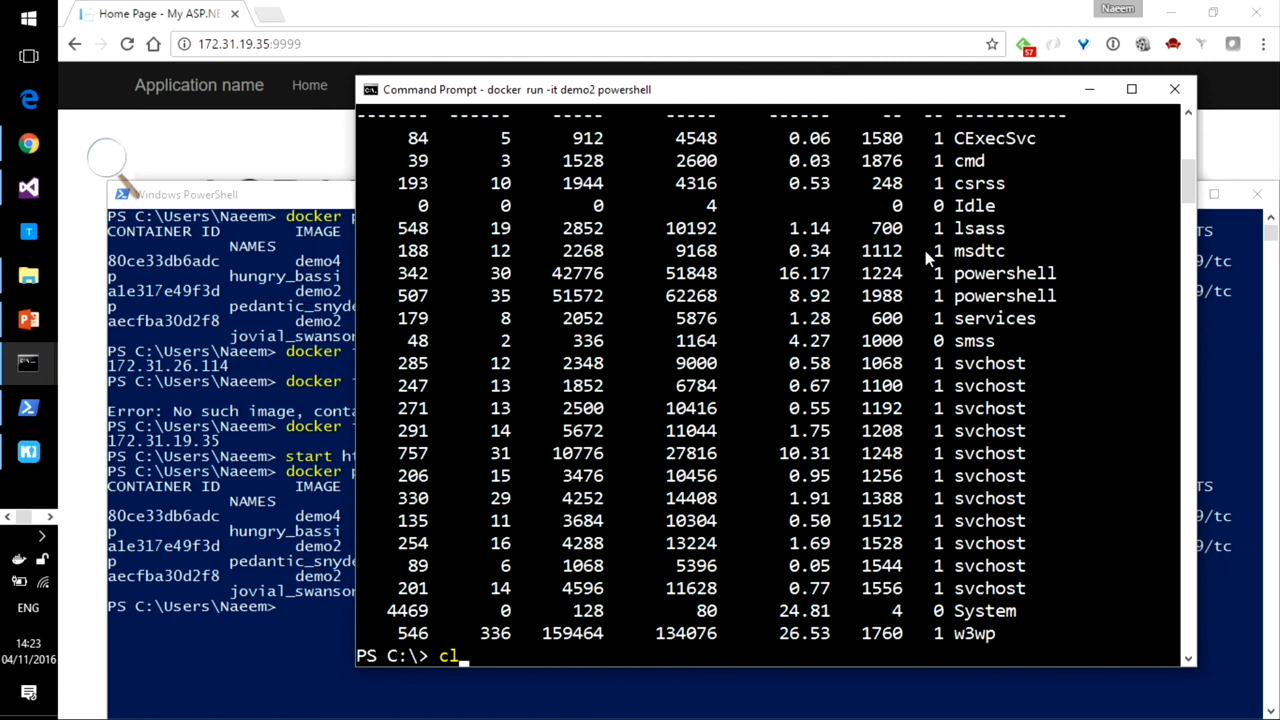 Home Page - My ASP.NE
Naeem
172.31.19.35:9999
57
Application name Home
Command Prompt - docker run -it demo2 powershell
------- ------ ----- ----- ------ -- -- -----------
84 5 912 4548 0.06 1580 1 CExecSvc
39 3 1528 2600 0.03 1876 1 cmd
193 10 1944 4316 0.53 248 1 csrss
0 0 0 4 0 0 Idle
548 19 2852 10192 1.14 700 1 lsass
188 12 2268 9168 0.34 1112 1 msdtc
342 30 42776 51848 16.17 1224 1 powershell
507 35 51572 62268 8.92 1988 1 powershell
179 8 2052 5876 1.28 600 1 services
48 2 336 1164 4.27 1000 0 smss
285 12 2348 9000 0.58 1068 1 svchost
247 13 1852 6784 0.67 1100 1 svchost
271 13 2500 10416 0.55 1192 1 svchost
291 14 5672 11044 1.75 1208 1 svchost
757 31 10776 27816 10.31 1248 1 svchost
206 15 3476 10456 0.95 1256 1 svchost
330 29 4252 14408 1.91 1388 1 svchost
135 11 3684 10304 0.50 1512 1 svchost
254 16 4288 13224 1.69 1528 1 svchost
89 6 1068 5396 0.05 1544 1 svchost
201 14 4596 11628 0.77 1556 1 svchost
4469 0 128 80 24.81 4 0 System
546 336 159464 134076 26.53 1760 1 w3wp
PS C:\> cl
Windows PowerShell
PS C:\Users\Naeem> docker p
CONTAINER ID IMAGE TS
NAMES
80ce33db6adc demo4 9/tc
p hungry_bassi
a1e317e49f3d demo2 9/tc
p pedantic_snyde
aecfba30d2f8 demo2
jovial_swanson
PS C:\Users\Naeem> docker
172.31.26.114
PS C:\Users\Naeem> docker
Error: No such image, conta
PS C:\Users\Naeem> docker
172.31.19.35
PS C:\Users\Naeem> start ht
PS C:\Users\Naeem> docker p
CONTAINER ID IMAGE TS
NAMES
80ce33db6adc demo4 9/tc
p hungry_bassi
a1e317e49f3d demo2 9/tc
p pedantic_snyde
aecfba30d2f8 demo2
jovial_swanson
PS C:\Users\Naeem>
ENG
14:23
04/11/2016